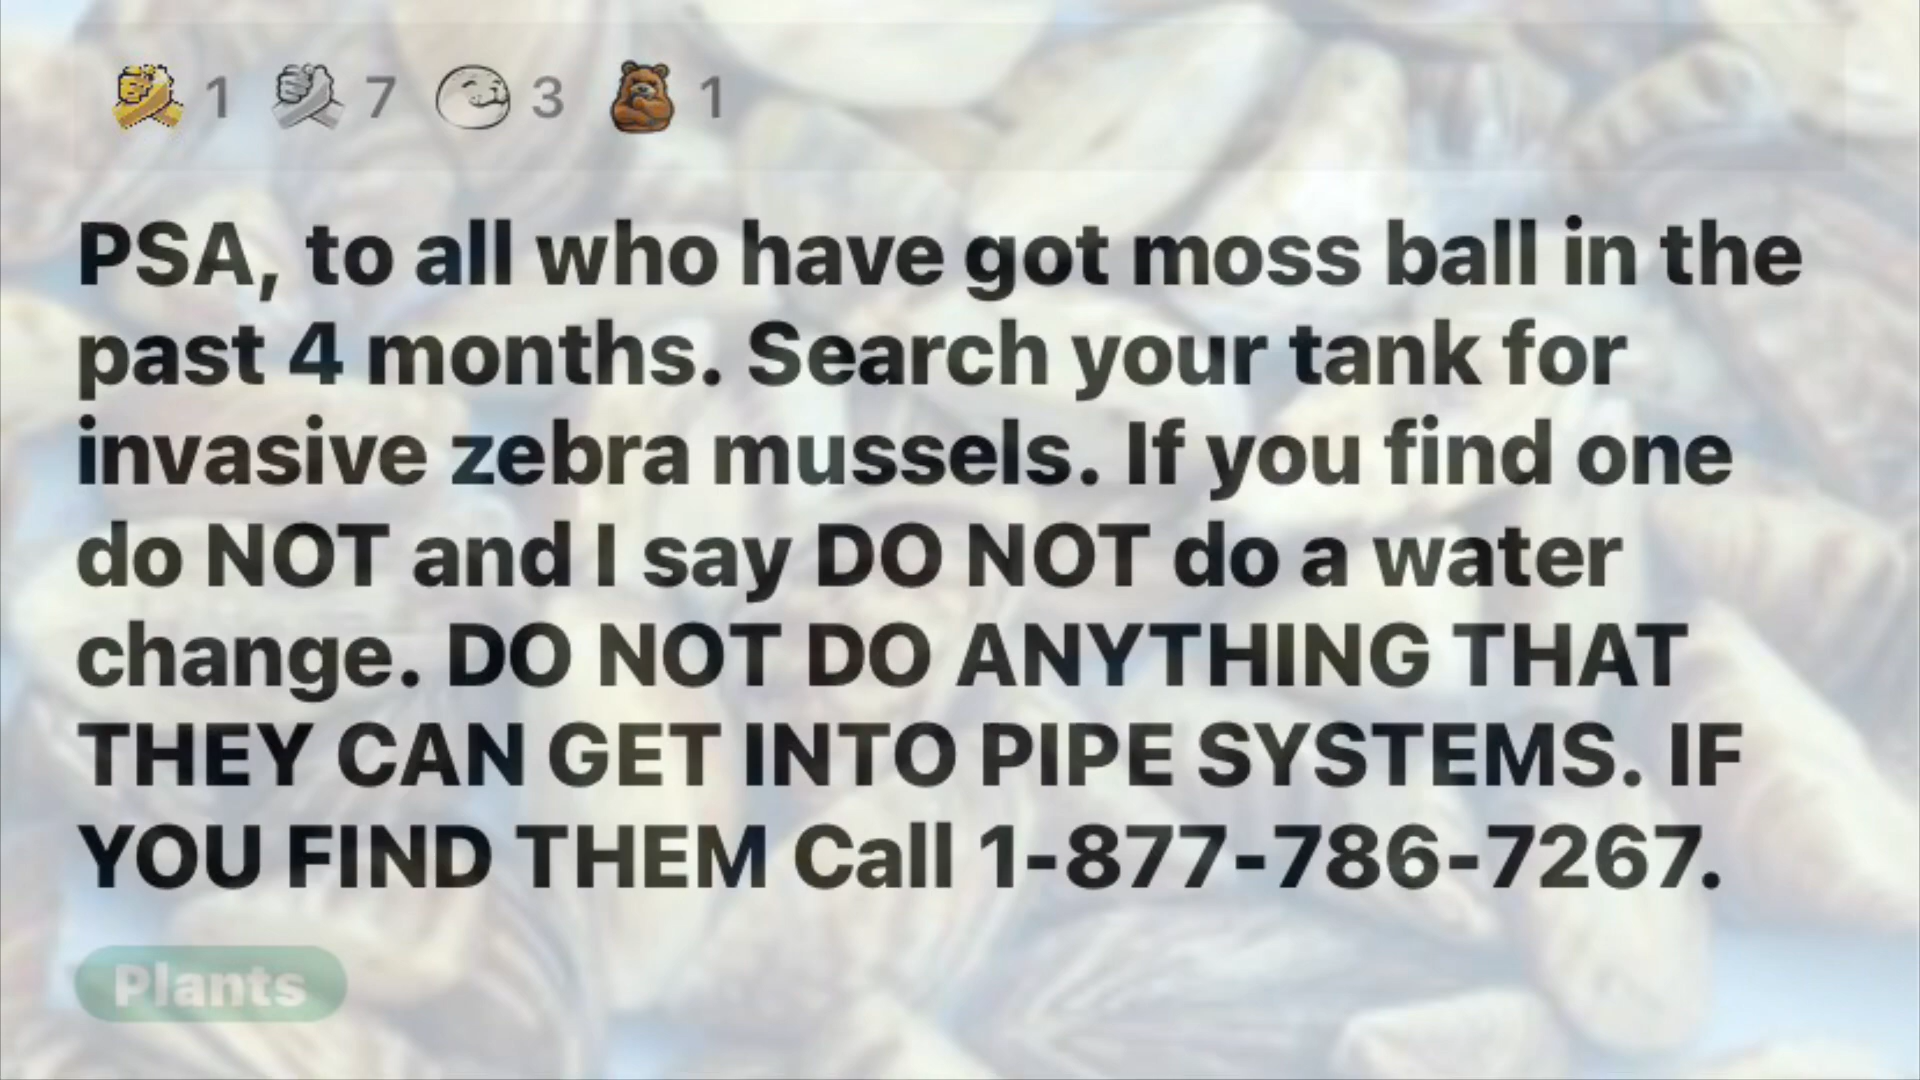 1 7 3 1
PSA, to all who have got moss ball in the
past 4 months. Search your tank for
invasive zebra mussels. If you find one
do NOT and I say DO NOT do a water
change. DO NOT DO ANYTHING THAT
THEY CAN GET INTO PIPE SYSTEMS. IF
YOU FIND THEM Call 1-877-786-7267.
Plants